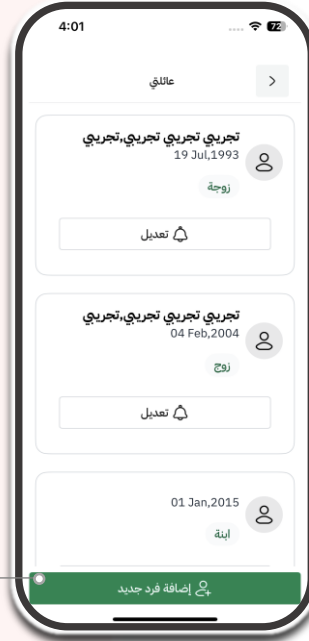 4:01
72
عائلتي
تجريبي تجريبي تجريبي,تجريبي
19 Jul,1993
زوجة
تعديل
تجريبي تجريبي تجريبي,تجريبي
04 Feb,2004
زوج
تعديل
01 Jan,2015
ابنة
إضافة فرد جديد